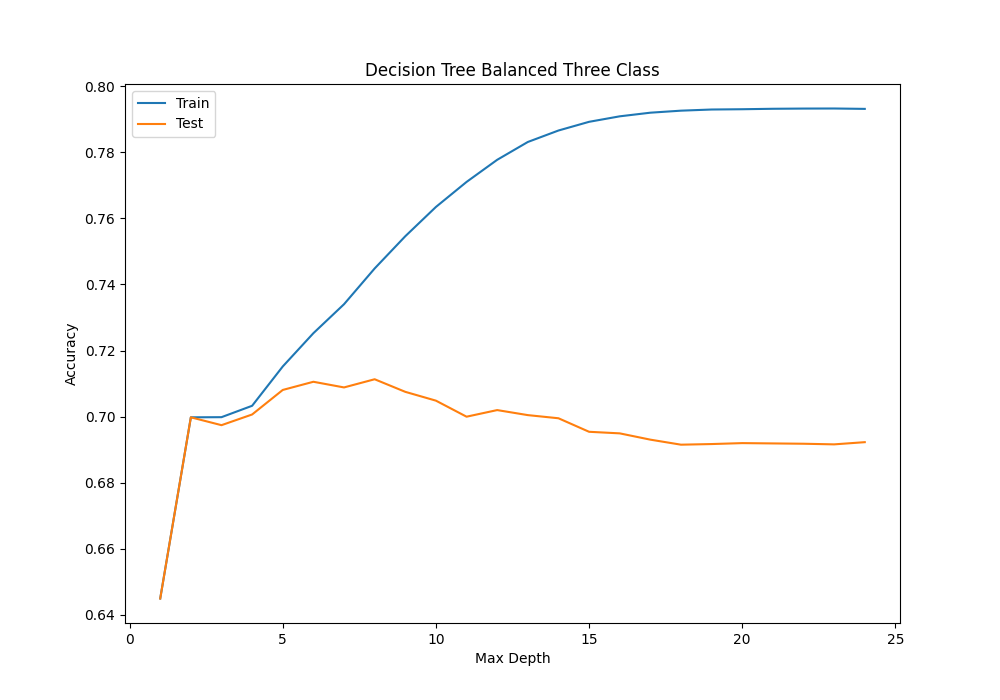 Decision Tree Balanced Three Class
Train
Test
0.80
0.78
0.76
0.74
0.72
0.70
0.68
0.66
0.64
Accuracy
0 5 10 15 20 25
Max Depth